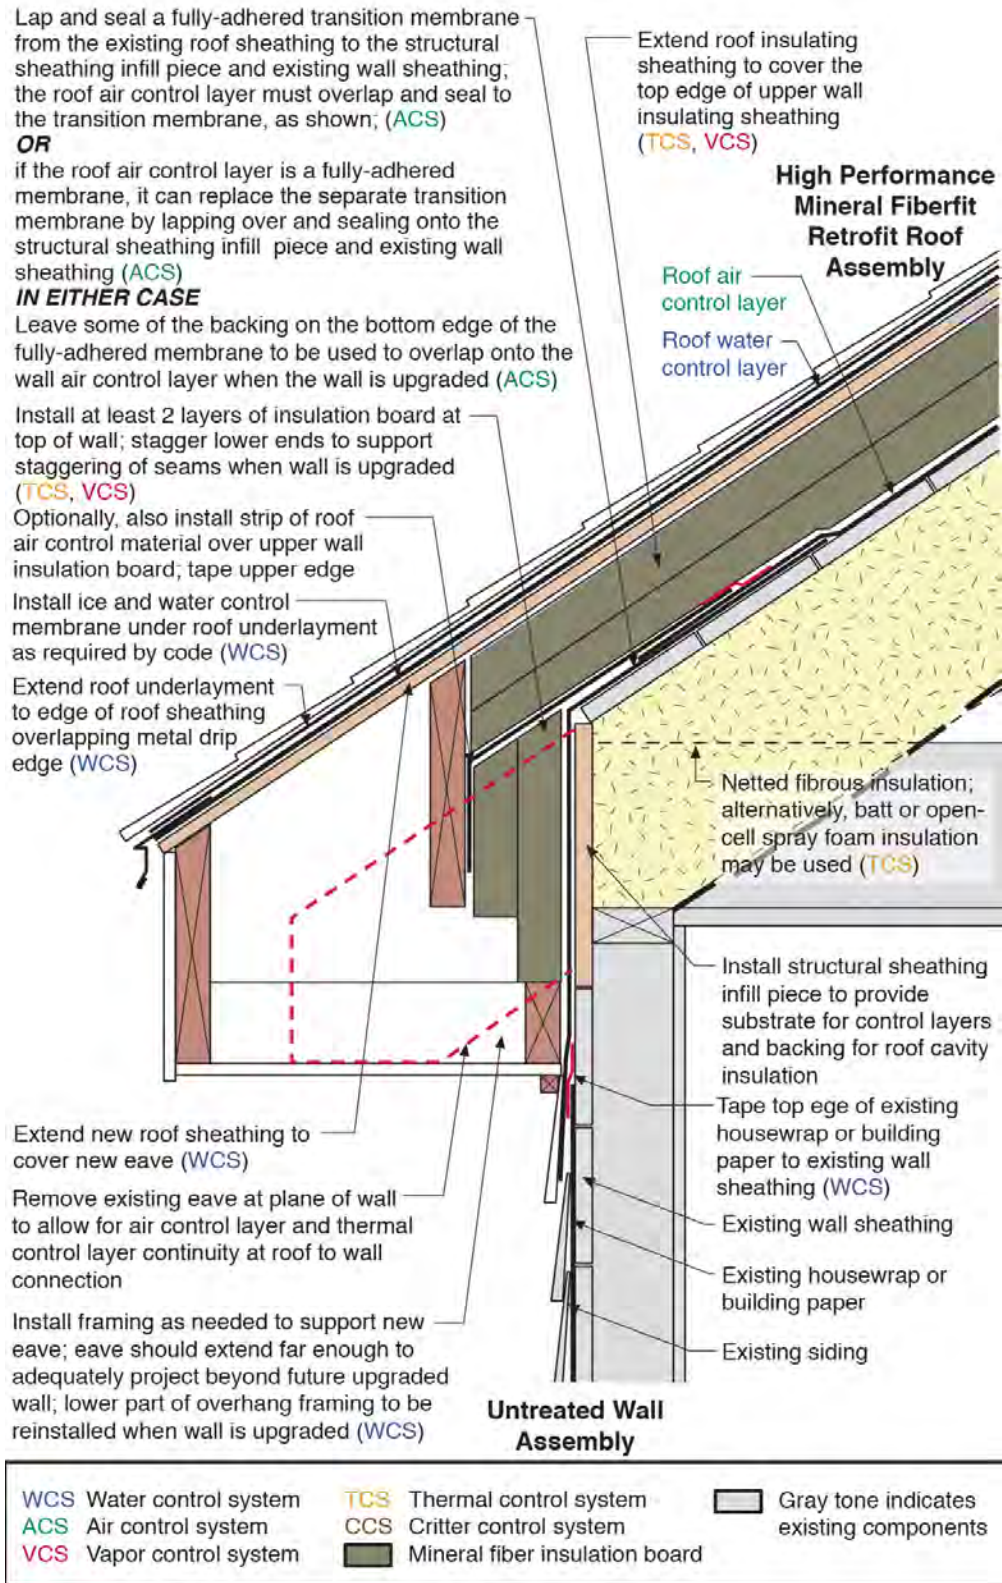 Lap and seal a fully-adhered transition membrane
from the existing roof sheathing to the structural
sheathing infill piece and existing wall sheathing;
the roof air control layer must overlap and seal to
the transition membrane, as shown; (ACS)
OR
if the roof air control layer is a fully-adhered
membrane, it can replace the separate transition
membrane by lapping over and sealing onto the
structural sheathing infill piece and existing wall
sheathing (ACS)
IN EITHER CASE
Leave some of the backing on the bottom edge of the
fully-adhered membrane to be used to overlap onto the
wall air control layer when the wall is upgraded (ACS)
Install at least 2 layers of insulation board at
top of wall; stagger lower ends to support
staggering of seams when wall is upgraded
(TCS, VCS)
Optionally, also install strip of roof
air control material over upper wall
insulation board; tape upper edge
Install ice and water control
membrane under roof underlayment
as required by code (WCS)
Extend roof underlayment
to edge of roof sheathing
overlapping metal drip
edge (WCS)
Extend new roof sheathing to
cover new eave (WCS)
Remove existing eave at plane of wall
to allow for air control layer and thermal
control layer continuity at roof to wall
connection
Install framing as needed to support new
eave; eave should extend far enough to
adequately project beyond future upgraded
wall; lower part of overhang framing to be
reinstalled when wall is upgraded (WCS)
Extend roof insulating
sheathing to cover the
top edge of upper wall
insulating sheathing
(TCS, VCS)
High Performance
Mineral Fiberfit
Retrofit Roof
Assembly
Roof air
control layer
Roof water
control layer
Netted fibrous insulation;
alternatively, batt or open-
cell spray foam insulation
may be used (TCS)
Install structural sheathing
infill piece to provide
substrate for control layers
and backing for roof cavity
insulation
Tape top ege of existing
housewrap or building
paper to existing wall
sheathing (WCS)
Existing wall sheathing
Existing housewrap or
building paper
Existing siding
Untreated Wall
Assembly
WCS Water control system
ACS Air control system
VCS Vapor control system
TCS Thermal control system
CCS Critter control system
Mineral fiber insulation board
Gray tone indicates
existing components